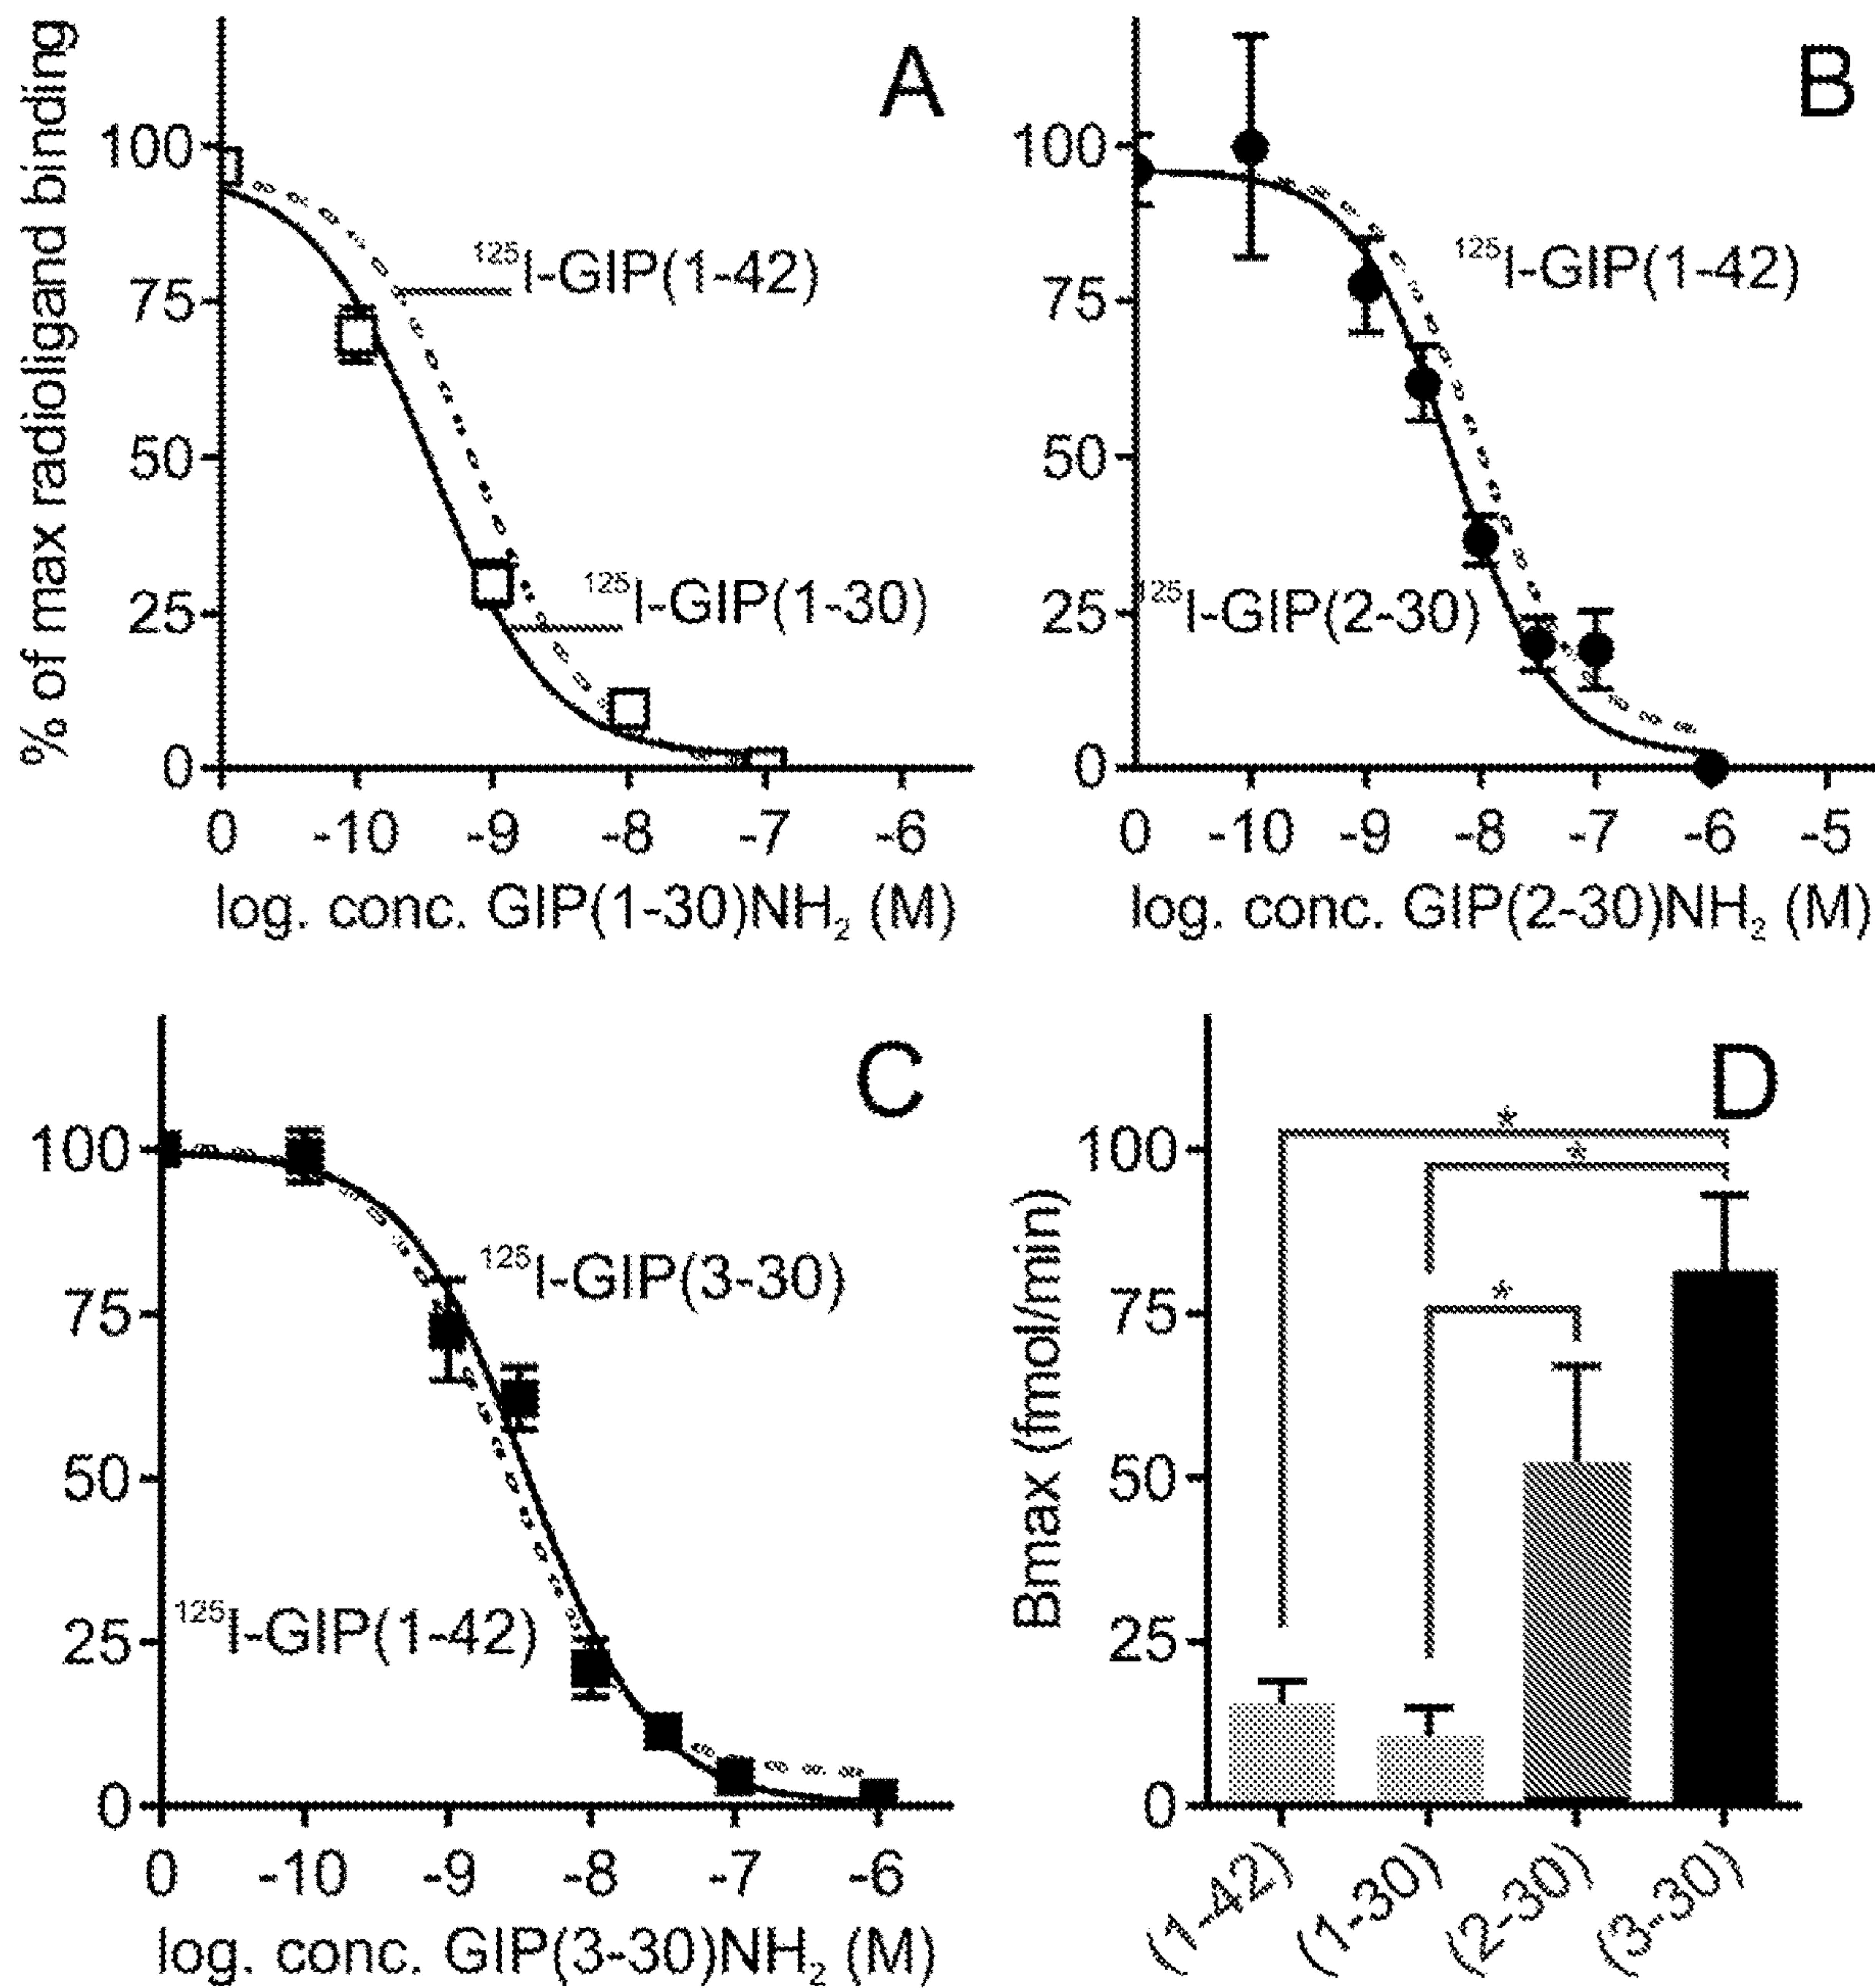 % of max radioligand binding
A
100
75
50
25
0
¹²⁵I-GIP(1-42)
¹²⁵I-GIP(1-30)
0 -10 -9 -8 -7 -6
log. conc. GIP(1-30)NH₂ (M)
B
100
75
50
25
0
¹²⁵I-GIP(1-42)
¹²⁵I-GIP(2-30)
0 -10 -9 -8 -7 -6 -5
log. conc. GIP(2-30)NH₂ (M)
C
100
75
50
25
0
¹²⁵I-GIP(3-30)
¹²⁵I-GIP(1-42)
0 -10 -9 -8 -7 -6
log. conc. GIP(3-30)NH₂ (M)
D
Bmax (fmol/min)
100
75
50
25
0
*
*
*
(1-42) (1-30) (2-30) (3-30)